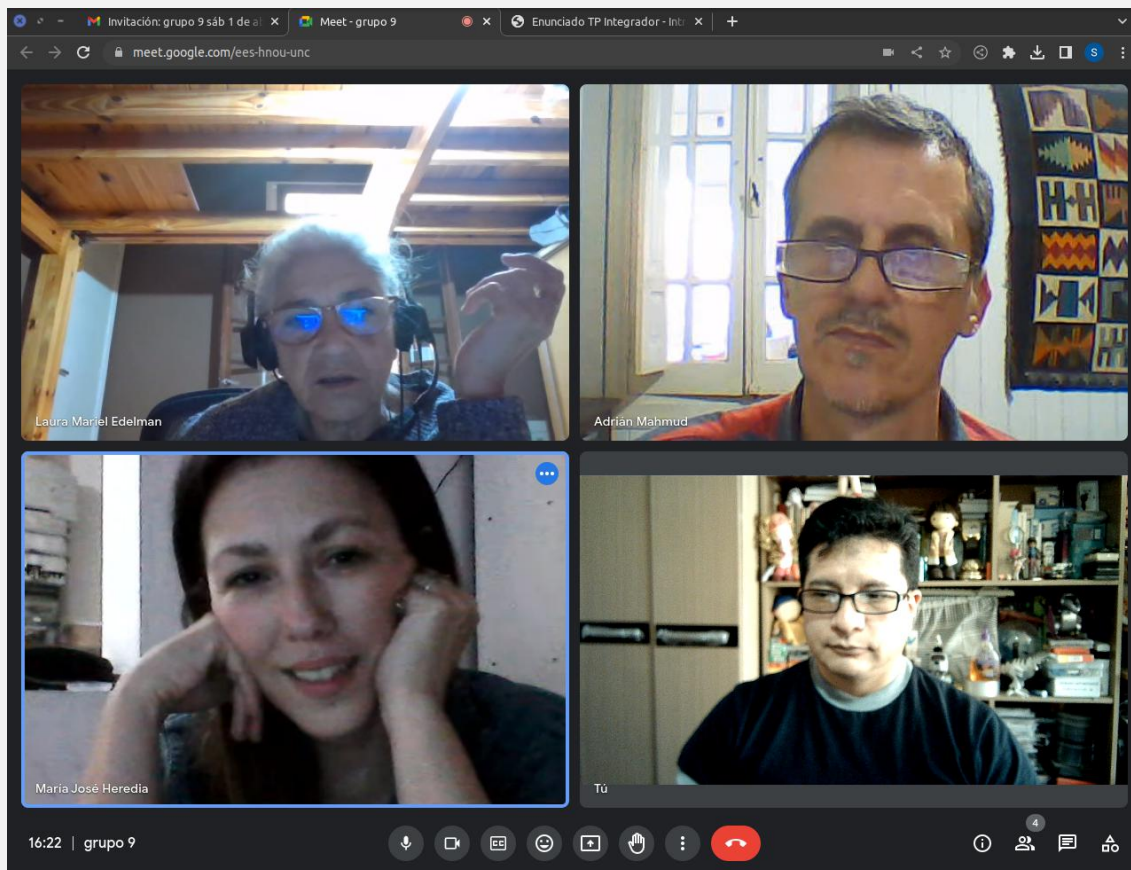 Invitación: grupo 9 sáb 1 de a
Meet - grupo 9
Enunciado TP Integrador - Int
meet.google.com/ees-hnou-unc
S
Laura Mariel Edelman
Adrián Mahmud
María José Heredia
Tú
16:22 | grupo 9
CC
4